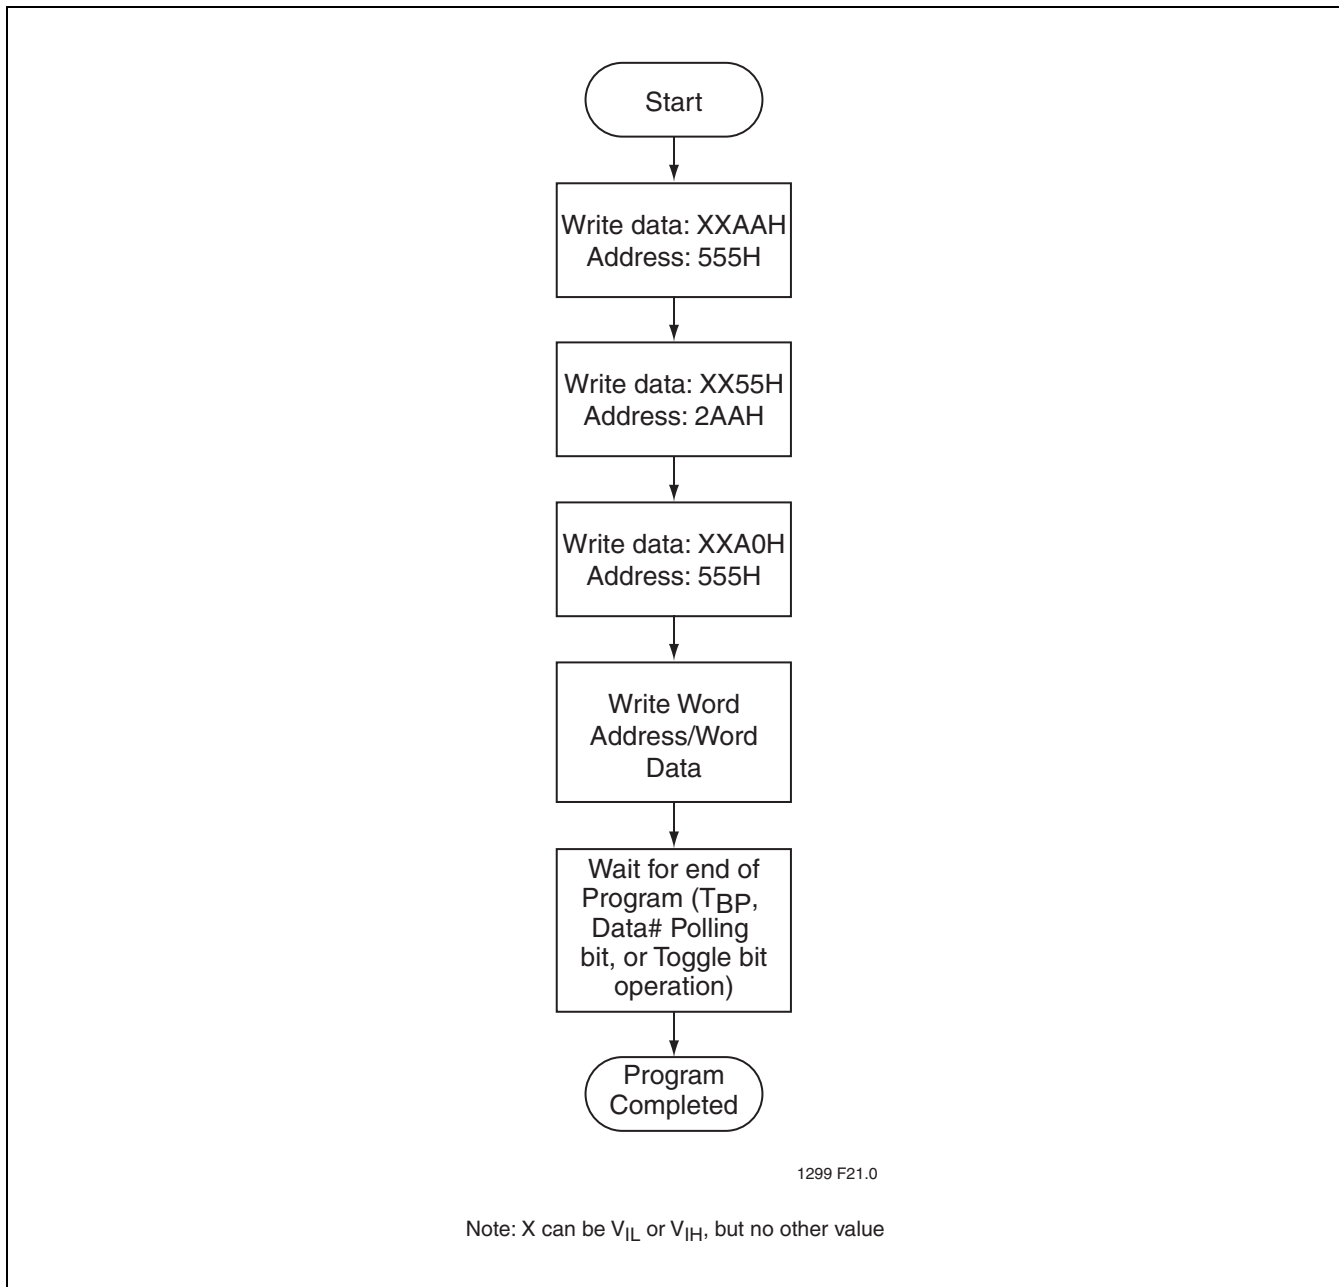 Start
Write data: XXAAH
Address: 555H
Write data: XX55H
Address: 2AAH
Write data: XXA0H
Address: 555H
Write Word
Address/Word
Data
Wait for end of
Program (TBP,
Data# Polling
bit, or Toggle bit
operation)
Program
Completed
1299 F21.0
Note: X can be VIL or VIH, but no other value